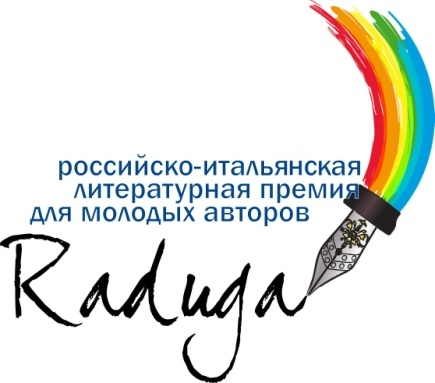 российско-итальянская
литературная премия
для молодых авторов
Raduga